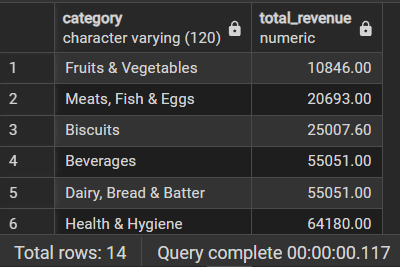 category total_revenue
character varying (120) numeric
1 Fruits & Vegetables 10846.00
2 Meats, Fish & Eggs 20693.00
3 Biscuits 25007.60
4 Beverages 55051.00
5 Dairy, Bread & Batter 55051.00
6 Health & Hygiene 64180.00
Total rows: 14 Query complete 00:00:00.117